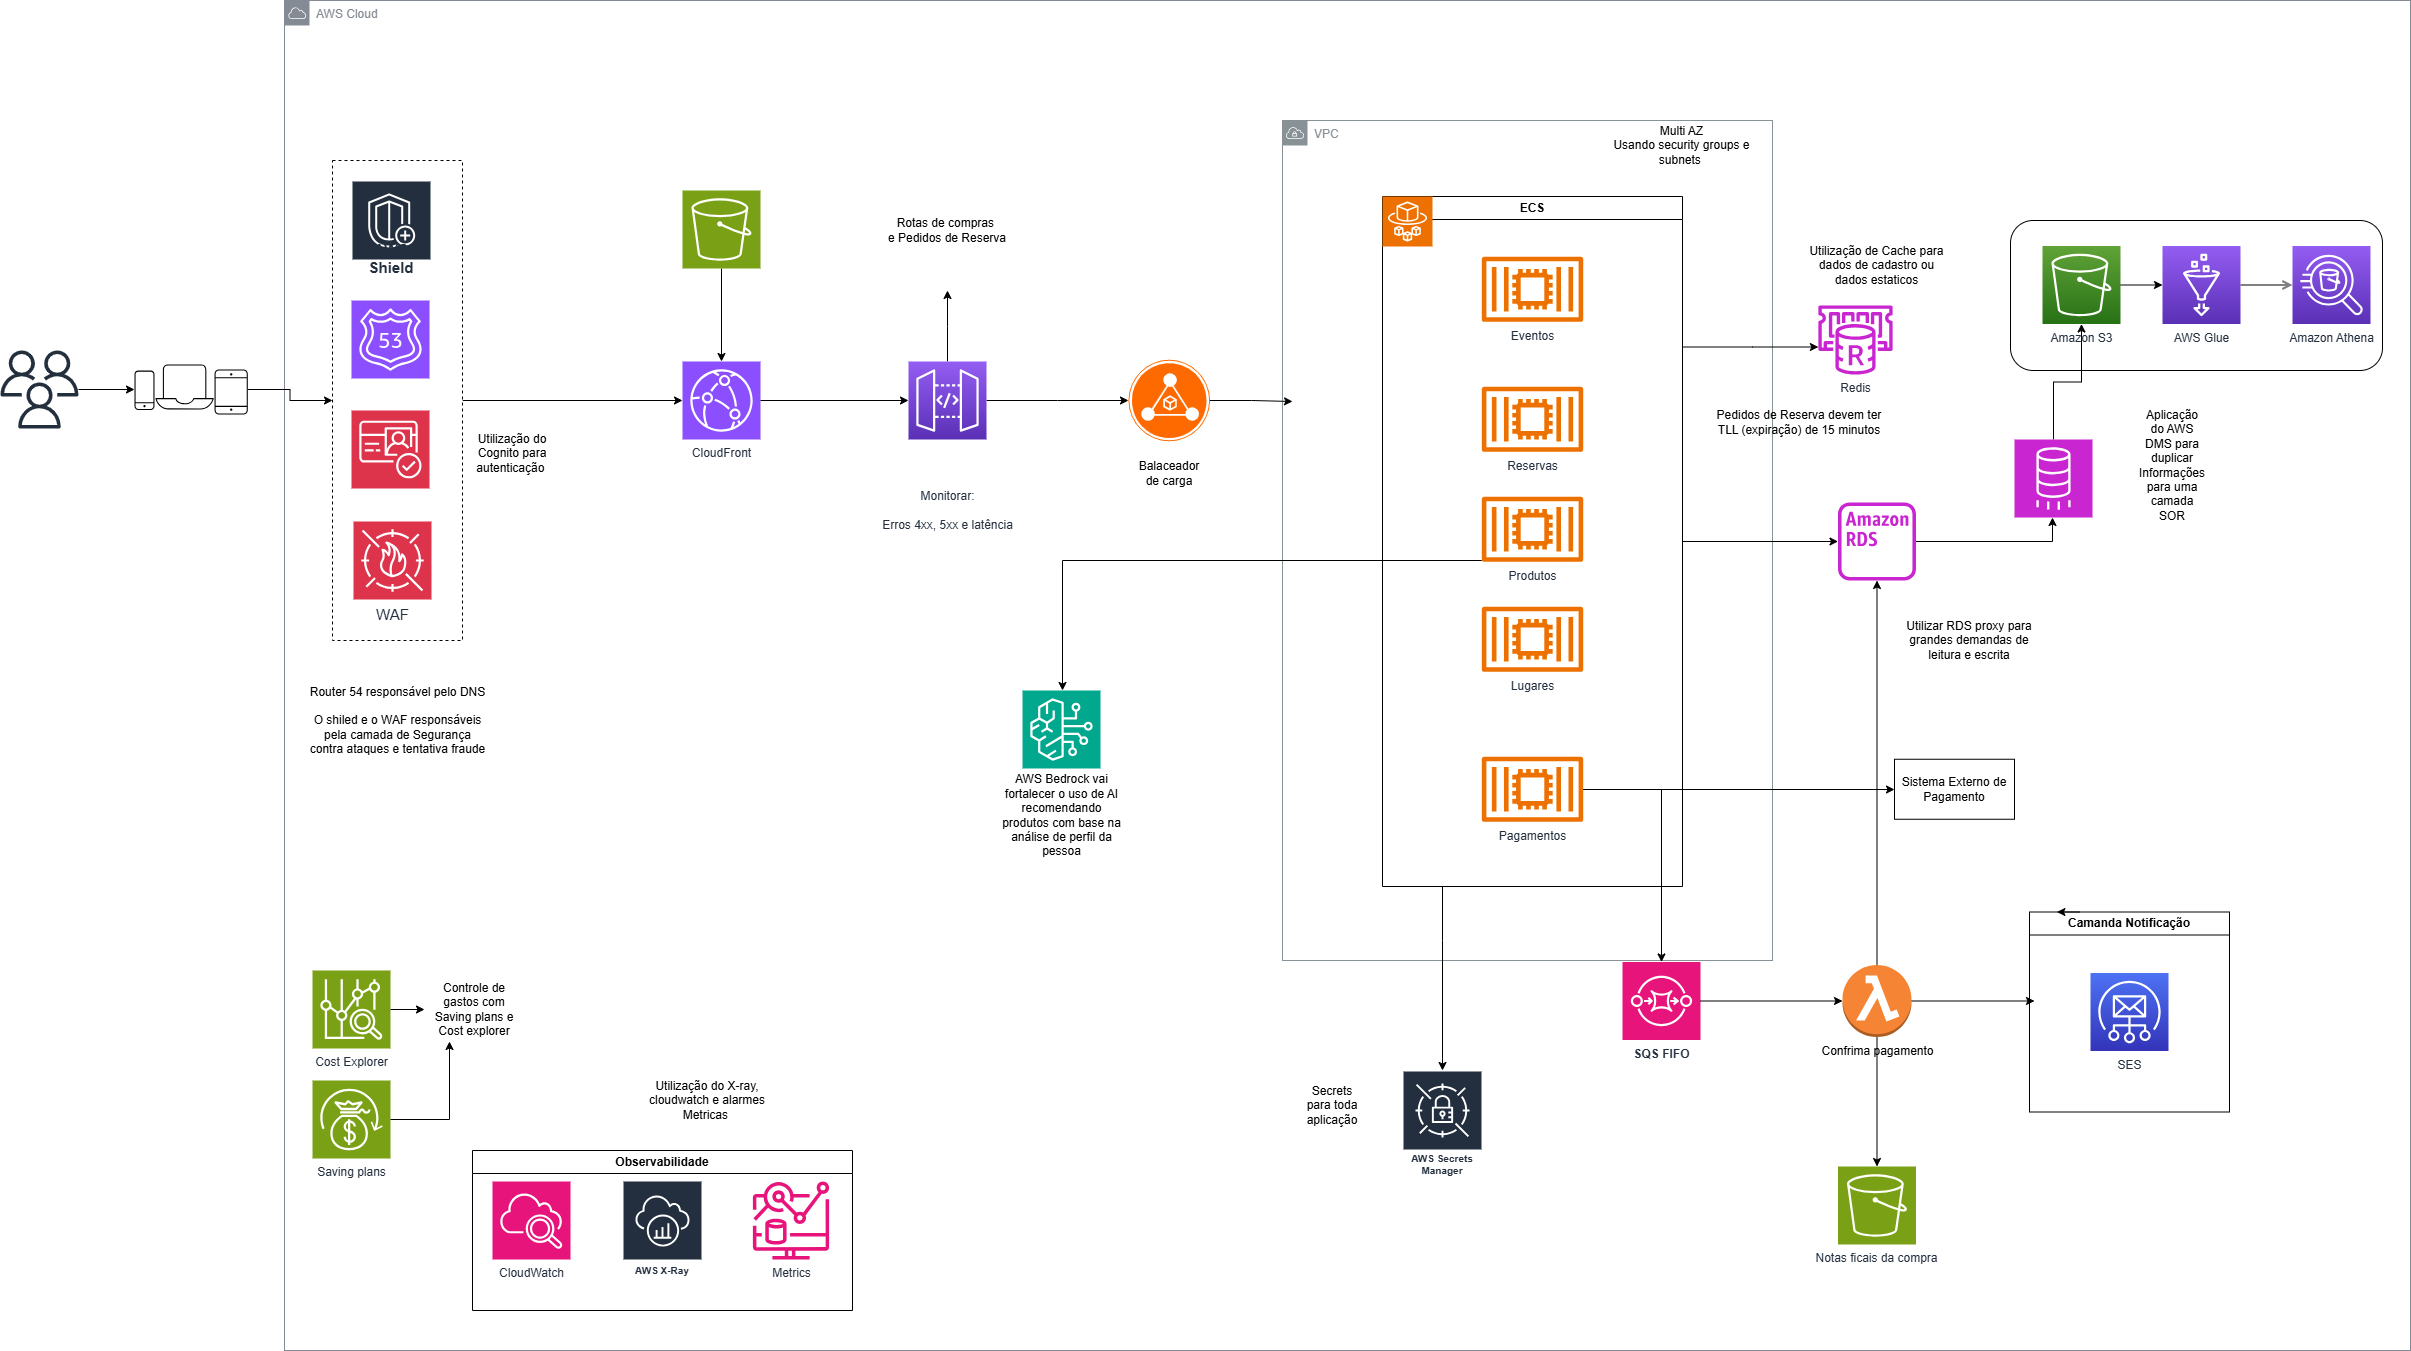 AWS Cloud
Shield
53
WAF
Utilização do
Cognito para
autenticação
Router 54 responsável pelo DNS
O shiled e o WAF responsáveis
pela camada de Segurança
contra ataques e tentativa fraude
CloudFront
Rotas de compras
e Pedidos de Reserva
</>
Monitorar:
Erros 4xx, 5xx e latência
Balaceador
de carga
VPC
Multi AZ
Usando security groups e
subnets
ECS
Eventos
Reservas
Produtos
Lugares
Pagamentos
Utilização de Cache para
dados de cadastro ou
dados estaticos
R
Redis
Pedidos de Reserva devem ter
TLL (expiração) de 15 minutos
Amazon
RDS
Utilizar RDS proxy para
grandes demandas de
leitura e escrita
Amazon S3
AWS Glue
Amazon Athena
Aplicação
do AWS
DMS para
duplicar
Informações
para uma
camada
SOR
AWS Bedrock vai
fortalecer o uso de AI
recomendando
produtos com base na
análise de perfil da
pessoa
Sistema Externo de
Pagamento
Camanda Notificação
SES
SQS FIFO
Confrima pagamento
Notas ficais da compra
Secrets
para toda
aplicação
AWS Secrets
Manager
Cost Explorer
Controle de
gastos com
Saving plans e
Cost explorer
$
Saving plans
Utilização do X-ray,
cloudwatch e alarmes
Metricas
Observabilidade
CloudWatch
AWS X-Ray
Metrics